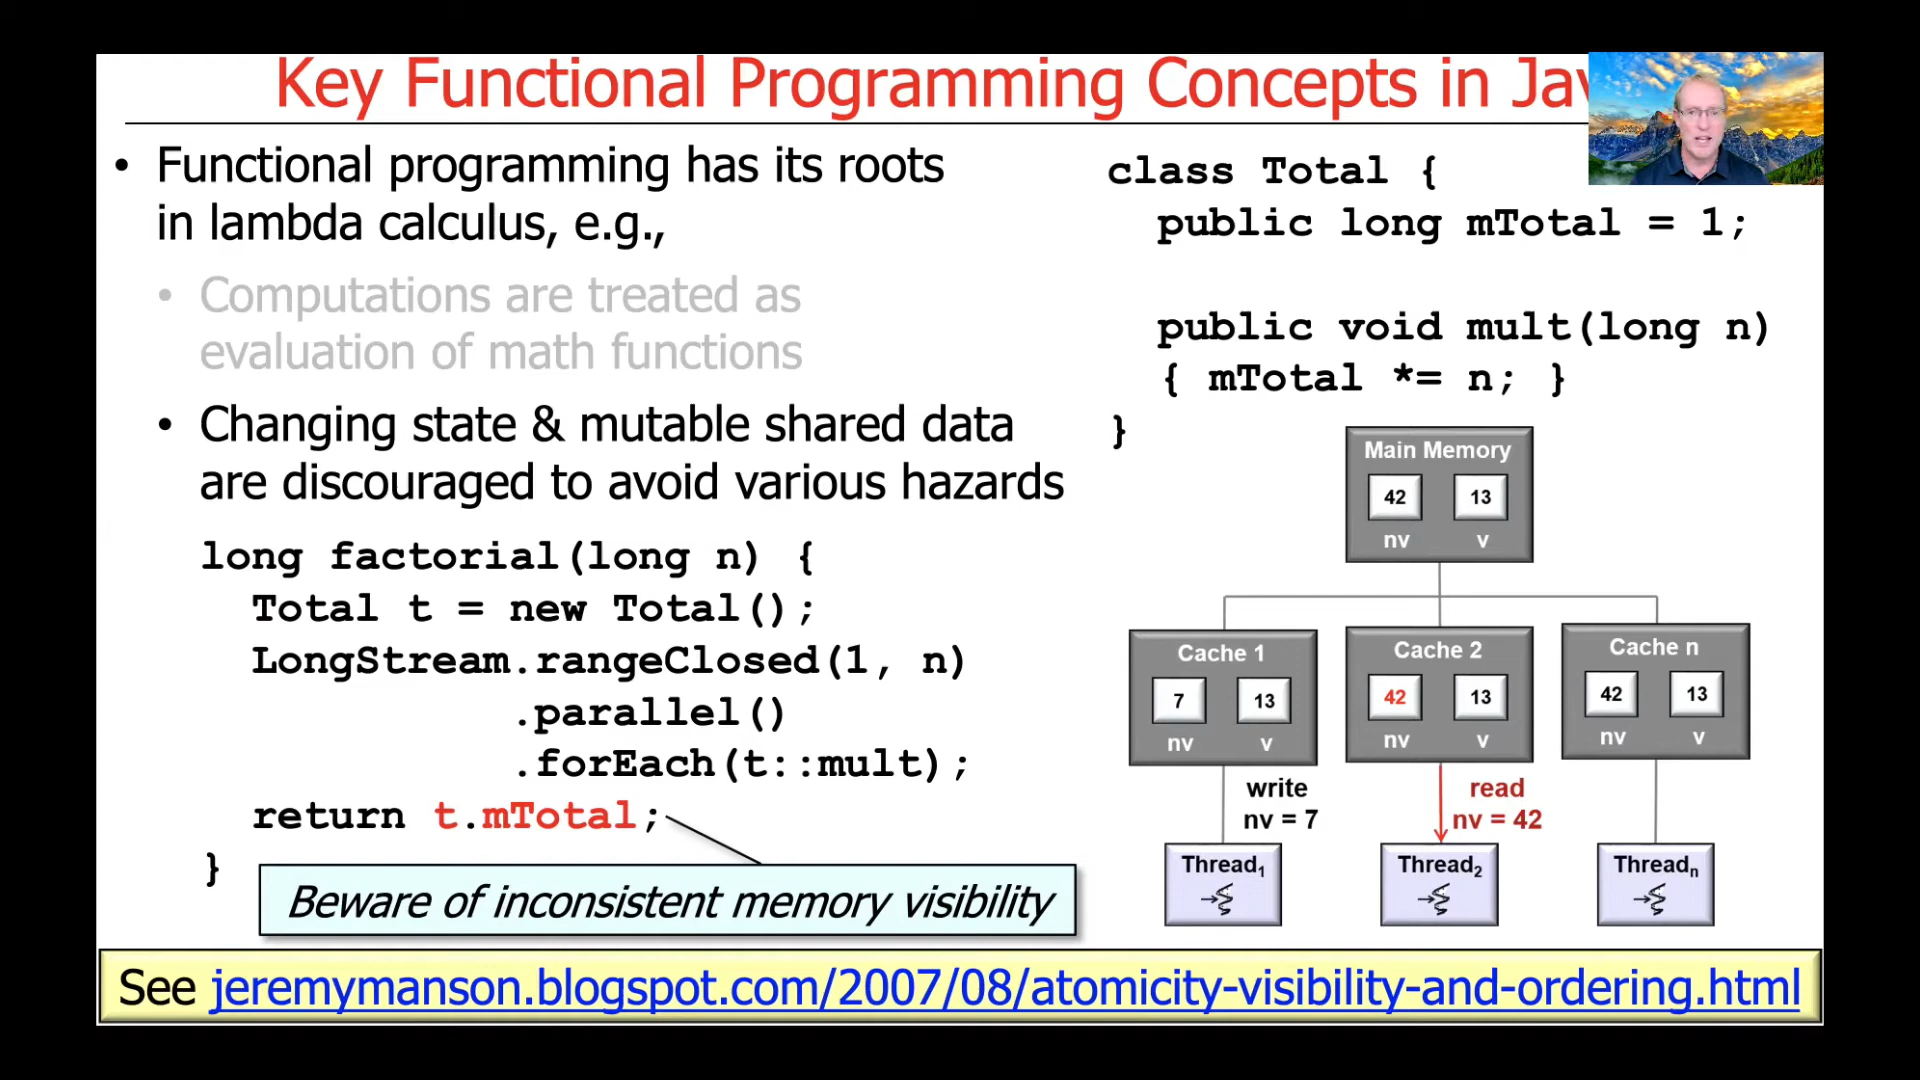 Key Functional Programming Concepts in Jav
• Functional programming has its roots
in lambda calculus, e.g.,
• Computations are treated as
evaluation of math functions
• Changing state & mutable shared data
are discouraged to avoid various hazards
long factorial(long n) {
Total t = new Total();
LongStream.rangeClosed(1, n)
.parallel()
.forEach(t::mult);
return t.mTotal;
}
Beware of inconsistent memory visibility
class Total {
public long mTotal = 1;
public void mult(long n)
{ mTotal *= n; }
}
Main Memory
42 13
nv v
Cache 1
7 13
nv v
Cache 2
42 13
nv v
Cache n
42 13
nv v
write
nv = 7
read
nv = 42
Thread1
Thread2
Threadn
See jeremymanson.blogspot.com/2007/08/atomicity-visibility-and-ordering.html